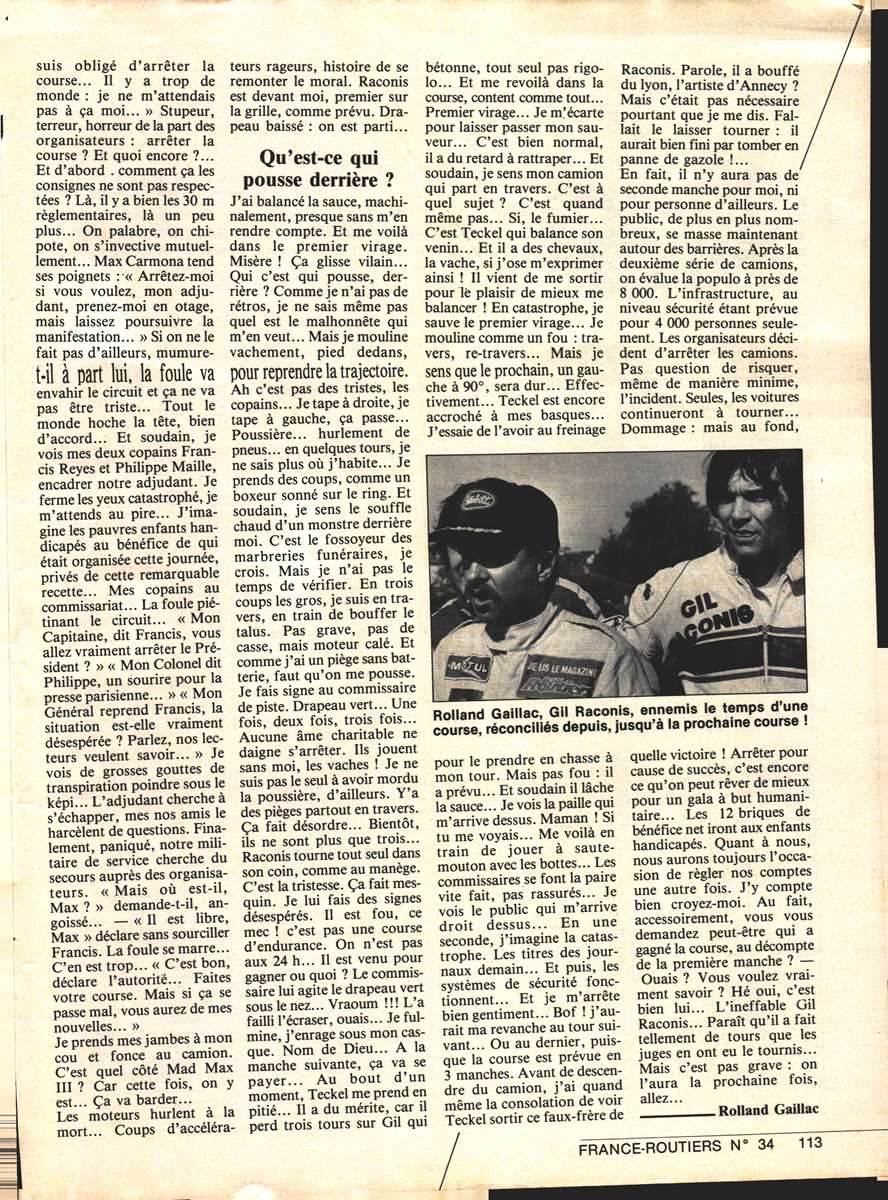 suis obligé d'arrêter la
course... Il y a trop de
monde : je ne m'attendais
pas à ça moi... » Stupeur,
terreur, horreur de la part des
organisateurs : arrêter la
course ? Et quoi encore ?...
Et d'abord . comment ça les
consignes ne sont pas respec-
tées ? Là, il y a bien les 30 m
règlementaires, là un peu
plus... On palabre, on chi-
pote, on s'invective mutuel-
lement... Max Carmona tend
ses poignets : « Arrêtez-moi
si vous voulez, mon adju-
dant, prenez-moi en otage,
mais laissez poursuivre la
manifestation... » Si on ne le
fait pas d'ailleurs, mumure-
t-il à part lui, la foule va
envahir le circuit et ça ne va
pas être triste... Tout le
monde hoche la tête, bien
d'accord... Et soudain, je
vois mes deux copains Fran-
cis Reyes et Philippe Maille,
encadrer notre adjudant. Je
ferme les yeux catastrophé, je
m'attends au pire... J'ima-
gine les pauvres enfants han-
dicapés au bénéfice de qui
était organisée cette journée,
privés de cette remarquable
recette... Mes copains au
commissariat... La foule pié-
tinant le circuit... « Mon
Capitaine, dit Francis, vous
allez vraiment arrêter le Pré-
sident ? » « Mon Colonel dit
Philippe, un sourire pour la
presse parisienne... » « Mon
Général reprend Francis, la
situation est-elle vraiment
désespérée ? Parlez, nos lec-
teurs veulent savoir... » Je
vois de grosses gouttes de
transpiration poindre sous le
képi... L'adjudant cherche à
s'échapper, mes nos amis le
harcèlent de questions. Fina-
lement, paniqué, notre mili-
taire de service cherche du
secours auprès des organisa-
teurs. « Mais où est-il,
Max ? » demande-t-il, an-
goissé... — « Il est libre,
Max » déclare sans sourciller
Francis. La foule se marre...
C'en est trop... « C'est bon,
déclare l'autorité... Faites
votre course. Mais si ça se
passe mal, vous aurez de mes
nouvelles... »
Je prends mes jambes à mon
cou et fonce au camion.
C'est quel côté Mad Max
III ? Car cette fois, on y
est... Ça va barder...
Les moteurs hurlent à la
mort... Coups d'accéléra-
teurs rageurs, histoire de se
remonter le moral. Raconis
est devant moi, premier sur
la grille, comme prévu. Dra-
peau baissé : on est parti...
Qu'est-ce qui
pousse derrière ?
J'ai balancé la sauce, machi-
nalement, presque sans m'en
rendre compte. Et me voilà
dans le premier virage.
Misère ! Ça glisse vilain...
Qui c'est qui pousse, der-
rière ? Comme je n'ai pas de
rétros, je ne sais même pas
quel est le malhonnête qui
m'en veut... Mais je mouline
vachement, pied dedans,
pour reprendre la trajectoire.
Ah c'est pas des tristes, les
copains... Je tape à droite, je
tape à gauche, ça passe...
Poussière... hurlement de
pneus... en quelques tours, je
ne sais plus où j'habite... Je
prends des coups, comme un
boxeur sonné sur le ring. Et
soudain, je sens le souffle
chaud d'un monstre derrière
moi. C'est le fossoyeur des
marbreries funéraires, je
crois. Mais je n'ai pas le
temps de vérifier. En trois
coups les gros, je suis en tra-
vers, en train de bouffer le
talus. Pas grave, pas de
casse, mais moteur calé. Et
comme j'ai un piège sans bat-
terie, faut qu'on me pousse.
Je fais signe au commissaire
de piste. Drapeau vert... Une
fois, deux fois, trois fois...
Aucune âme charitable ne
daigne s'arrêter. Ils jouent
sans moi, les vaches ! Je ne
suis pas le seul à avoir mordu
la poussière, d'ailleurs. Y'a
des pièges partout en travers.
Ça fait désordre... Bientôt,
ils ne sont plus que trois...
Raconis tourne tout seul dans
son coin, comme au manège.
C'est la tristesse. Ça fait mes-
quin. Je lui fais des signes
désespérés. Il est fou, ce
mec ! c'est pas une course
d'endurance. On n'est pas
aux 24 h... Il est venu pour
gagner ou quoi ? Le commis-
saire lui agite le drapeau vert
sous le nez... Vraoum !!! L'a
failli l'écraser, ouais... Je ful-
mine, j'enrage sous mon cas-
que. Nom de Dieu... A la
manche suivante, ça va se
payer... Au bout d'un
moment, Teckel me prend en
pitié... Il a du mérite, car il
perd trois tours sur Gil qui
bétonne, tout seul pas rigo-
lo... Et me revoilà dans la
course, content comme tout...
Premier virage... Je m'écarte
pour laisser passer mon sau-
veur... C'est bien normal,
il a du retard à rattraper... Et
soudain, je sens mon camion
qui part en travers. C'est à
quel sujet ? C'est quand
même pas... Si, le fumier...
C'est Teckel qui balance son
venin... Et il a des chevaux,
la vache, si j'ose m'exprimer
ainsi ! Il vient de me sortir
pour le plaisir de mieux me
balancer ! En catastrophe, je
sauve le premier virage... Je
mouline comme un fou : tra-
vers, re-travers... Mais je
sens que le prochain, un gau-
che à 90°, sera dur... Effec-
tivement... Teckel est encore
accroché à mes basques...
J'essaie de l'avoir au freinage
pour le prendre en chasse à
mon tour. Mais pas fou : il
a prévu... Et soudain il lâche
la sauce... Je vois la paille qui
m'arrive dessus. Maman ! Si
tu me voyais... Me voilà en
train de jouer à saute-
mouton avec les bottes... Les
commissaires se font la paire
vite fait, pas rassurés... Je
vois le public qui m'arrive
droit dessus... En une
seconde, j'imagine la catas-
trophe. Les titres des jour-
naux demain... Et puis, les
systèmes de sécurité fonc-
tionnent... Et je m'arrête
bien gentiment... Bof ! j'au-
rait ma revanche au tour sui-
vant... Ou au dernier, puis-
que la course est prévue en
3 manches. Avant de descen-
dre du camion, j'ai quand
même la consolation de voir
Teckel sortir ce faux-frère de
Raconis. Parole, il a bouffé
du lyon, l'artiste d'Annecy ?
Mais c'était pas nécessaire
pourtant que je me dis. Fal-
lait le laisser tourner : il
aurait bien fini par tomber en
panne de gazole !...
En fait, il n'y aura pas de
seconde manche pour moi, ni
pour personne d'ailleurs. Le
public, de plus en plus nom-
breux, se masse maintenant
autour des barrières. Après la
deuxième série de camions,
on évalue la populo à près de
8 000. L'infrastructure, au
niveau sécurité étant prévue
pour 4 000 personnes seule-
ment. Les organisateurs déci-
dent d'arrêter les camions.
Pas question de risquer,
même de manière minime,
l'incident. Seules, les voitures
continueront à tourner...
Dommage : mais au fond,
quelle victoire ! Arrêter pour
cause de succès, c'est encore
ce qu'on peut rêver de mieux
pour un gala à but humani-
taire... Les 12 briques de
bénéfice net iront aux enfants
handicapés. Quant à nous,
nous aurons toujours l'occa-
sion de règler nos comptes
une autre fois. J'y compte
bien croyez-moi. Au fait,
accessoirement, vous vous
demandez peut-être qui a
gagné la course, au décompte
de la première manche ? —
Ouais ? Vous voulez vrai-
ment savoir ? Hé oui, c'est
bien lui... L'ineffable Gil
Raconis... Paraît qu'il a fait
tellement de tours que les
juges en ont eu le tournis...
Mais c'est pas grave : on
l'aura la prochaine fois,
allez...
Rolland Gaillac
GIL
RACONIS
MOTUL
JE LIS LE MAGAZINE
Rolland Gaillac, Gil Raconis, ennemis le temps d'une
course, réconciliés depuis, jusqu'à la prochaine course !
FRANCE-ROUTIERS N° 34 113